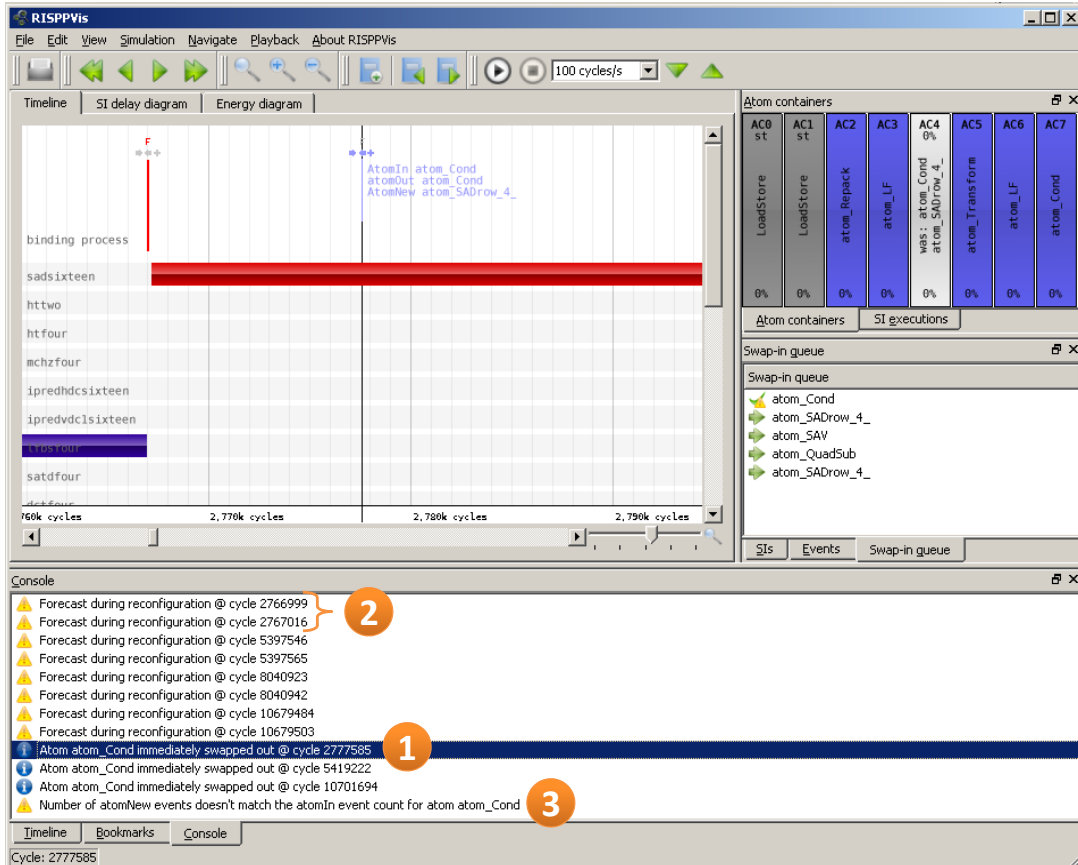 RISPPVis
File Edit View Simulation Navigate Playback About RISPPVis
100 cycles/s
Timeline SI delay diagram Energy diagram
F
AtomIn atom_Cond
atomOut atom_Cond
AtomNew atom_SADrow_4_
binding process
sadsixteen
httwo
htfour
mchzfour
ipredhdcsixteen
ipredvdclsixteen
lfbsfour
satdfour
dctfour
760k cycles 2,770k cycles 2,780k cycles 2,790k cycles
Atom containers
AC0 AC1 AC2 AC3 AC4 AC5 AC6 AC7
st st 0%
LoadStore
LoadStore
atom_Repack
atom_LF
was: atom_Cond
atom_SADrow_4_
atom_Transform
atom_LF
atom_Cond
0% 0% 0% 0% 0% 0% 0% 0%
Atom containers SI executions
Swap-in queue
Swap-in queue
atom_Cond
atom_SADrow_4_
atom_SAV
atom_QuadSub
atom_SADrow_4_
SIs Events Swap-in queue
Console
Forecast during reconfiguration @ cycle 2766999
2
Forecast during reconfiguration @ cycle 2767016
Forecast during reconfiguration @ cycle 5397546
Forecast during reconfiguration @ cycle 5397565
Forecast during reconfiguration @ cycle 8040923
Forecast during reconfiguration @ cycle 8040942
Forecast during reconfiguration @ cycle 10679484
Forecast during reconfiguration @ cycle 10679503
Atom atom_Cond immediately swapped out @ cycle 2777585
1
Atom atom_Cond immediately swapped out @ cycle 5419222
Atom atom_Cond immediately swapped out @ cycle 10701694
Number of atomNew events doesn't match the atomIn event count for atom atom_Cond
3
Timeline Bookmarks Console
Cycle: 2777585